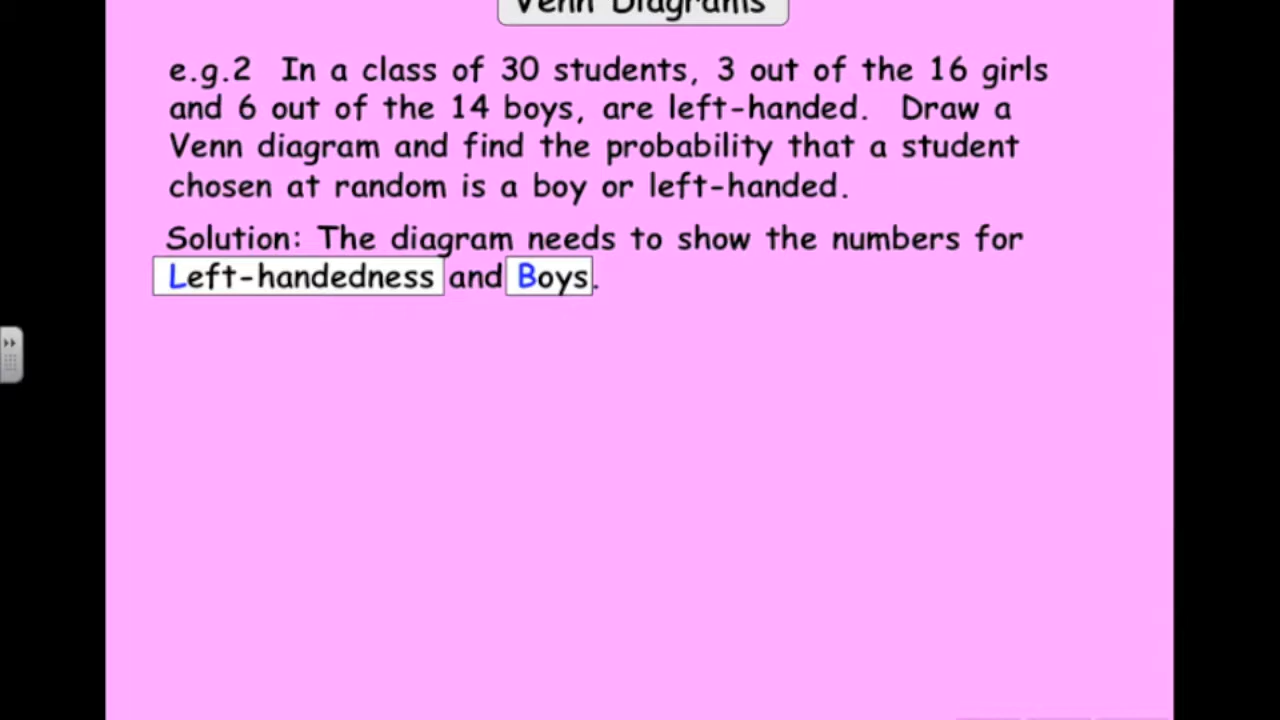 Venn Diagrams
e.g.2 In a class of 30 students, 3 out of the 16 girls
and 6 out of the 14 boys, are left-handed. Draw a
Venn diagram and find the probability that a student
chosen at random is a boy or left-handed.
Solution: The diagram needs to show the numbers for
Left-handedness and Boys.